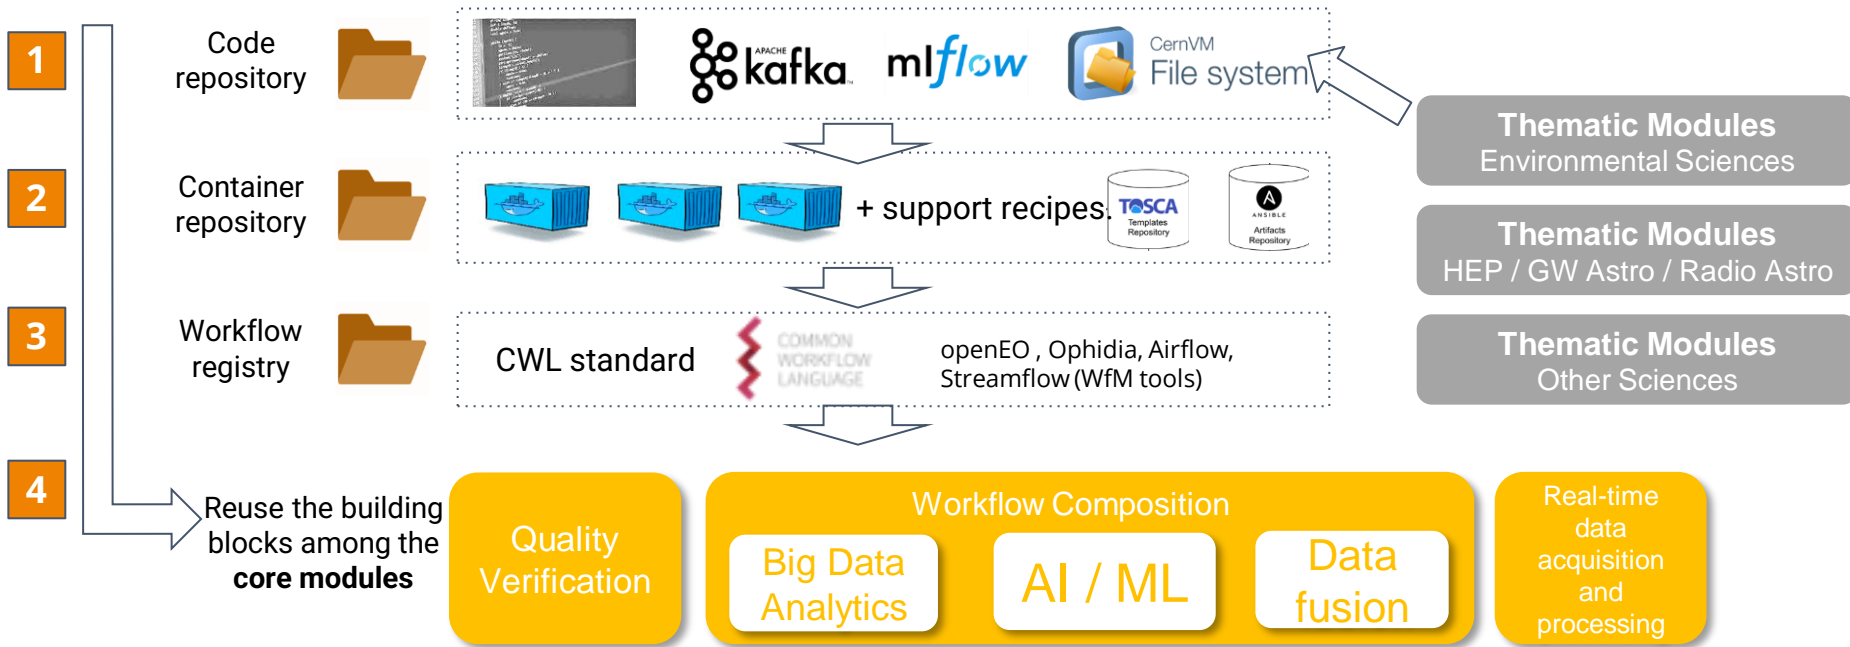 1
Code
repository
APACHE
kafka
mlflow
CernVM
File system
Thematic Modules
Environmental Sciences
2
Container
repository
+ support recipes.
TOSCA
Templates
Repository
A
ANSIBLE
Artifacts
Repository
Thematic Modules
HEP / GW Astro / Radio Astro
3
Workflow
registry
CWL standard
COMMON
WORKFLOW
LANGUAGE
openEO , Ophidia, Airflow,
Streamflow (WfM tools)
Thematic Modules
Other Sciences
4
Reuse the building
blocks among the
core modules
Quality
Verification
Workflow Composition
Big Data
Analytics
AI / ML
Data
fusion
Real-time
data
acquisition
and
processing